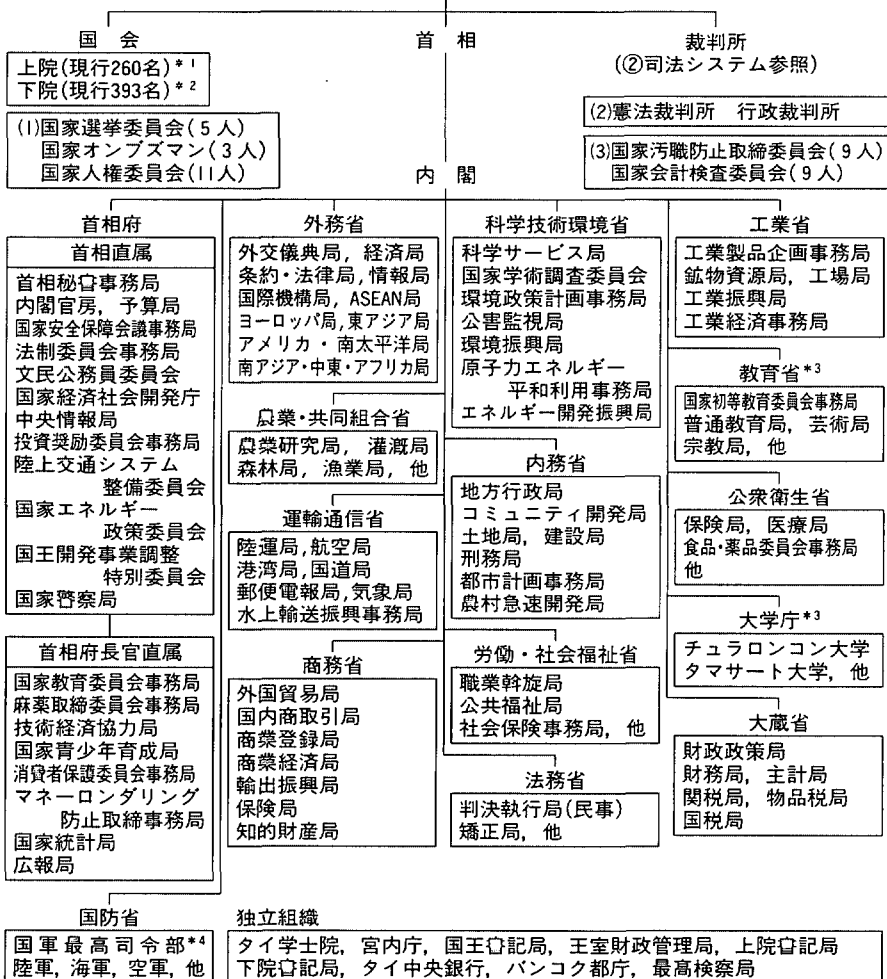 国会
上院(現行260名)*1
下院(現行393名)*2
(1)国家選挙委員会(5人)
国家オンブズマン(3人)
国家人権委員会(11人)
首相
内閣
裁判所
(②司法システム参照)
(2)憲法裁判所 行政裁判所
(3)国家汚職防止取締委員会(9人)
国家会計検査委員会(9人)
首相府
首相直属
首相秘書事務局
内閣官房, 予算局
国家安全保障会議事務局
法制委員会事務局
文民公務員委員会
国家経済社会開発庁
中央情報局
投資奨励委員会事務局
陸上交通システム
整備委員会
国家エネルギー
政策委員会
国王開発事業調整
特別委員会
国家警察局
首相府長官直属
国家教育委員会事務局
麻薬取締委員会事務局
技術経済協力局
国家青少年育成局
消費者保護委員会事務局
マネーロンダリング
防止取締事務局
国家統計局
広報局
外務省
外交儀典局, 経済局
条約・法律局, 情報局
国際機構局, ASEAN局
ヨーロッパ局, 東アジア局
アメリカ・南太平洋局
南アジア・中東・アフリカ局
農業・共同組合省
農業研究局, 灌漑局
森林局, 漁業局, 他
運輸通信省
陸運局, 航空局
港湾局, 国道局
郵便電報局, 気象局
水上輸送振興事務局
商務省
外国貿易局
国内商取引局
商業登録局
商業経済局
輸出振興局
保険局
知的財産局
科学技術環境省
科学サービス局
国家学術調査委員会
環境政策計画事務局
公害監視局
環境振興局
原子力エネルギー
平和利用事務局
エネルギー開発振興局
内務省
地方行政局
コミュニティ開発局
土地局, 建設局
刑務局
都市計画事務局
農村急速開発局
労働・社会福祉省
職業斡旋局
公共福祉局
社会保険事務局, 他
法務省
判決執行局(民事)
矯正局, 他
工業省
工業製品企画事務局
鉱物資源局, 工場局
工業振興局
工業経済事務局
教育省*3
国家初等教育委員会事務局
普通教育局, 芸術局
宗教局, 他
公衆衛生省
保険局, 医療局
食品・薬品委員会事務局
他
大学庁*3
チュラロンコン大学
タマサート大学, 他
大蔵省
財政政策局
財務局, 主計局
関税局, 物品税局
国税局
国防省
国軍最高司令部*4
陸軍, 海軍, 空軍, 他
独立組織
タイ学士院, 宮内庁, 国王書記局, 王室財政管理局, 上院書記局
下院書記局, タイ中央銀行, バンコク都庁, 最高検察局